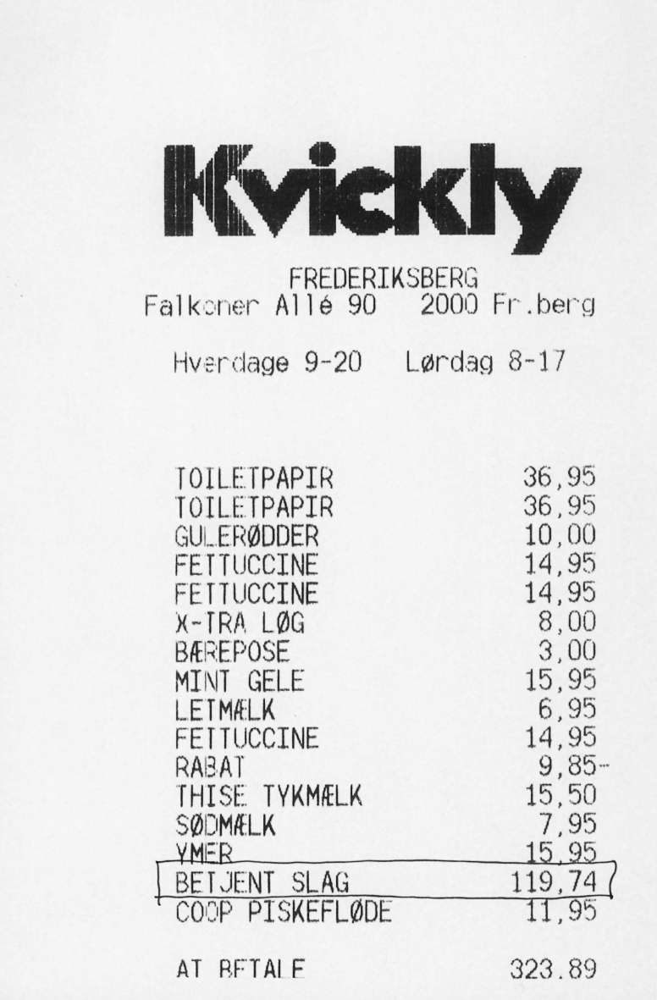 Kvickly
FREDERIKSBERG
Falkoner Allé 90 2000 Fr.berg
Hverdage 9-20 Lørdag 8-17
TOILETPAPIR 36,95
TOILETPAPIR 36,95
GULERØDDER 10,00
FETTUCCINE 14,95
FETTUCCINE 14,95
X-TRA LØG 8,00
BÆREPOSE 3,00
MINT GELE 15,95
LETMÆLK 6,95
FETTUCCINE 14,95
RABAT 9,85-
THISE TYKMÆLK 15,50
SØDMÆLK 7,95
YMER 15,95
BETJENT SLAG 119,74
COOP PISKEFLØDE 11,95
AT BETALE 323.89